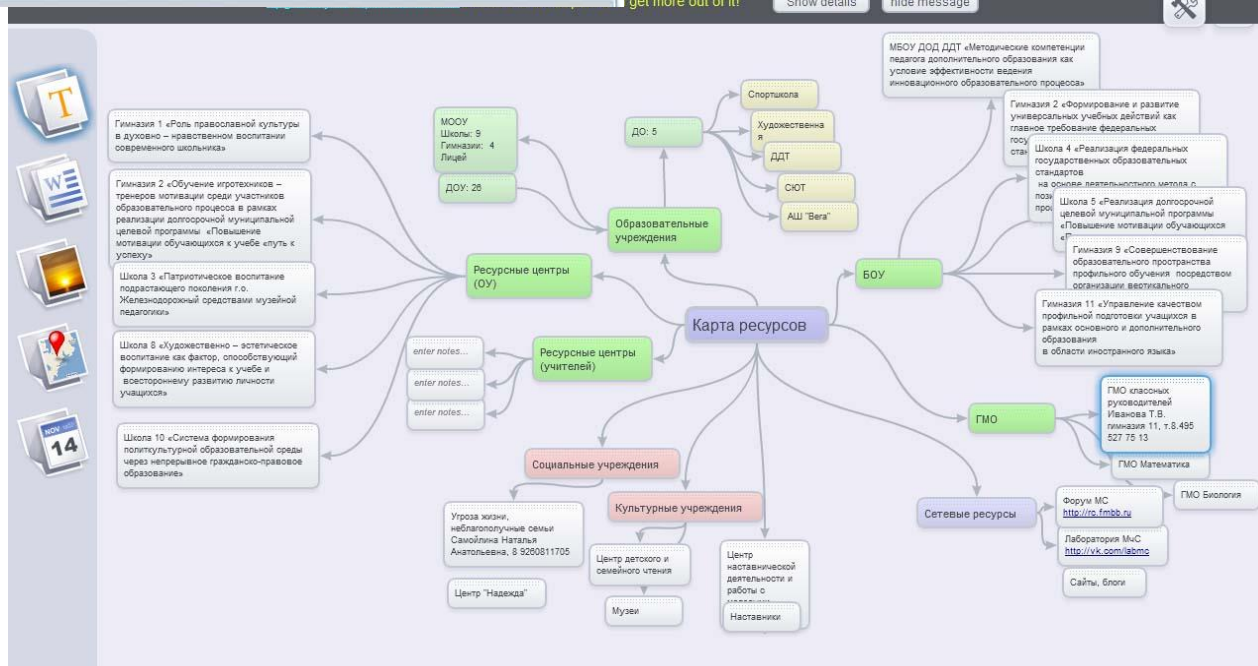 get more out of it!
Show details
hide message
T
W
NOV
14
Гимназия 1 «Роль православной культуры
в духовно – нравственном воспитании
современного школьника»
Гимназия 2 «Обучение игротехников –
тренеров мотивации среди участников
образовательного процесса в рамках
реализации долгосрочной муниципальной
целевой программы «Повышение
мотивации обучающихся к учебе «путь к
успеху»
Школа 3 «Патриотическое воспитание
подрастающего поколения г.о.
Железнодорожный средствами музейной
педагогики»
Школа 8 «Художественно – эстетическое
воспитание как фактор, способствующий
формированию интереса к учебе и
всестороннему развитию личности
учащихся»
Школа 10 «Система формирования
политкультурной образовательной среды
через непрерывное гражданско-правовое
образование»
МООУ
Школы: 9
Гимназии: 4
Лицей
ДОУ: 26
ДО: 5
Спортшкола
Художественна
я
ДДТ
СЮТ
АШ "Вега"
Образовательные
учреждения
Ресурсные центры
(ОУ)
Карта ресурсов
Ресурсные центры
(учителей)
enter notes...
enter notes...
enter notes...
МБОУ ДОД ДДТ «Методические компетенции
педагога дополнительного образования как
условие эффективности ведения
инновационного образовательного процесса»
Гимназия 2 «Формирование и развитие
универсальных учебных действий как
главное требование федеральных
Школа 4 «Реализация федеральных
государственных образовательных
стандартов
на основе деятельностного метода с
Школа 5 «Реализация долгосрочной
целевой муниципальной программы
«Повышение мотивации обучающихся
Гимназия 9 «Совершенствование
образовательного пространства
профильного обучения посредством
организации вертикального
Гимназия 11 «Управление качеством
профильной подготовки учащихся в
рамках основного и дополнительного
образования
в области иностранного языка»
БОУ
ГМО
ГМО классных
руководителей
Иванова Т.В.
гимназия 11, т.8.495
527 75 13
ГМО Математика
ГМО Биология
Сетевые ресурсы
Форум МС
http://ro.fmbb.ru
Лаборатория МчС
http://vk.com/labmc
Сайты, блоги
Социальные учреждения
Угроза жизни,
неблагополучные семьи
Самойлина Наталья
Анатольевна, 8 9260811705
Центр "Надежда"
Культурные учреждения
Центр детского и
семейного чтения
Музеи
Центр
наставнической
деятельности и
работы с
Наставники